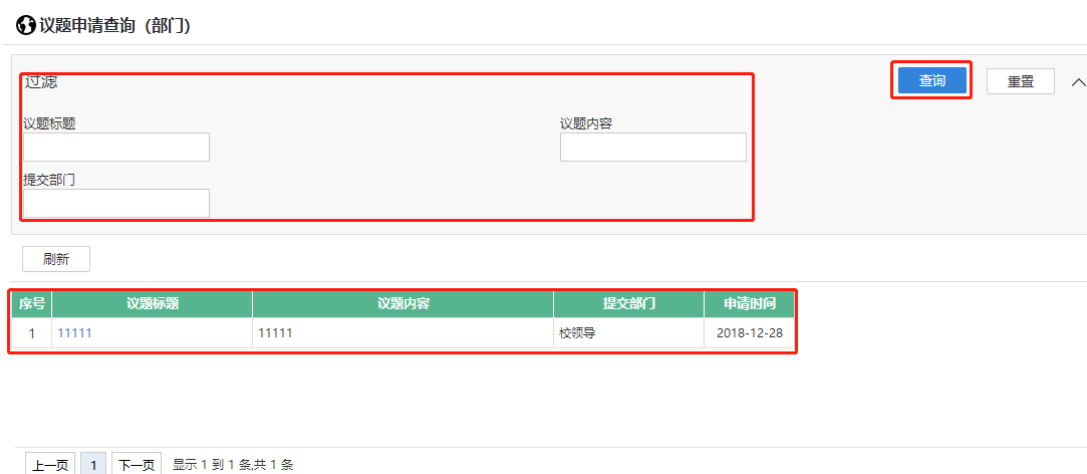 议题申请查询（部门）
过滤 查询 重置
议题标题 议题内容
提交部门
刷新
序号 议题标题 议题内容 提交部门 申请时间
1 11111 11111 校领导 2018-12-28
上一页 1 下一页 显示 1 到 1 条,共 1 条